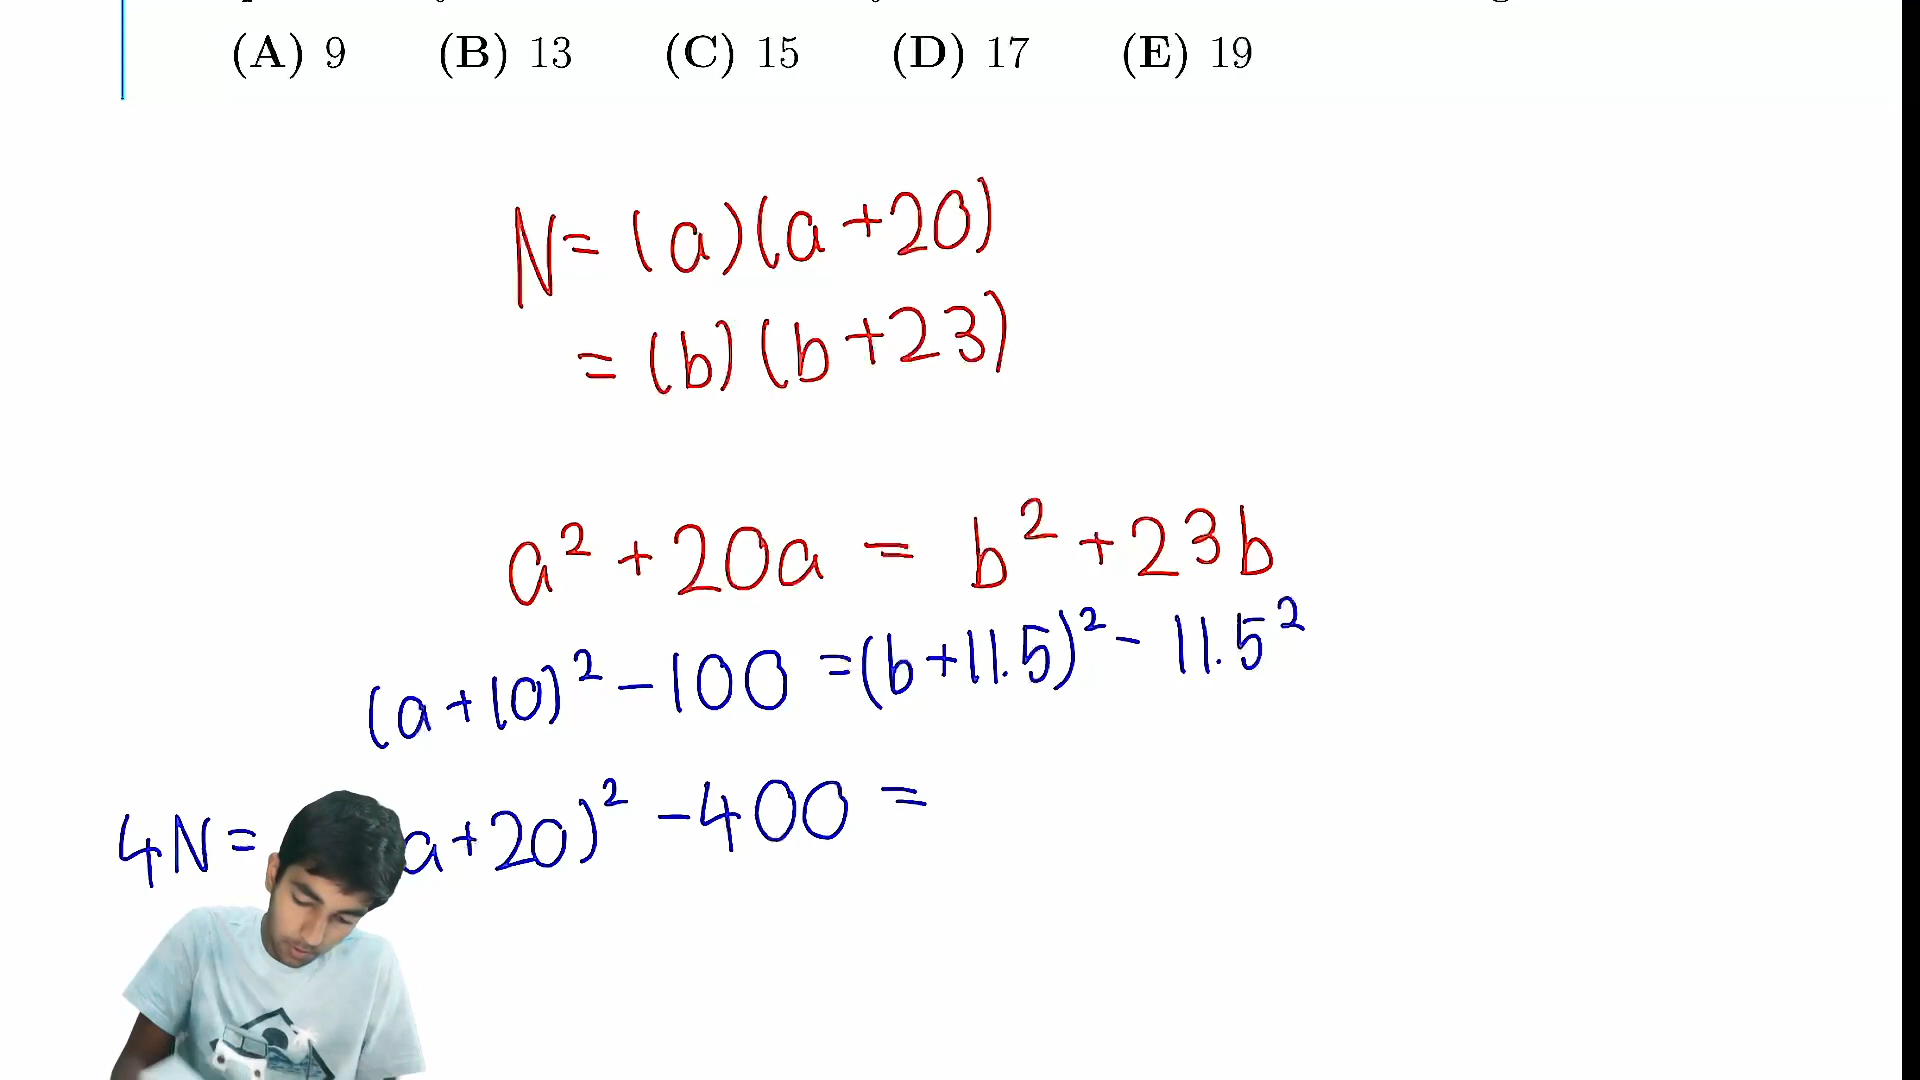 (A) 9 (B) 13 (C) 15 (D) 17 (E) 19
N = (a)(a+20)
= (b)(b+23)
a² + 20a = b² + 23b
(a+10)² - 100 = (b+11.5)² - 11.5²
4N = a+20)² - 400 =